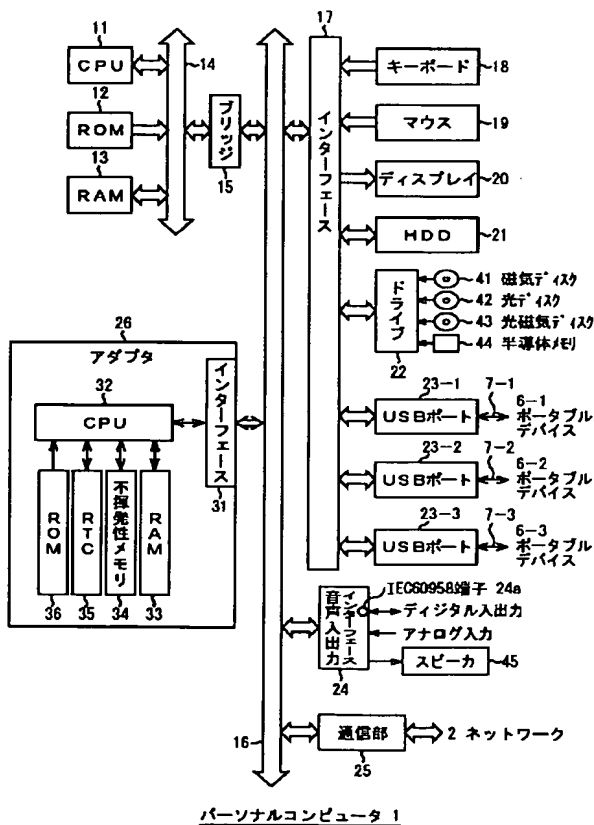 11
CPU
14
12
ROM
13
RAM
ブリッジ
15
17
インターフェース
キーボード
18
マウス
19
ディスプレイ
20
HDD
21
ドライブ
22
41 磁気ディスク
42 光ディスク
43 光磁気ディスク
44 半導体メモリ
23-1
USBポート
7-1
6-1
ポータブル
デバイス
23-2
USBポート
7-2
6-2
ポータブル
デバイス
23-3
USBポート
7-3
6-3
ポータブル
デバイス
26
アダプタ
32
CPU
インターフェース
31
ROM
36
RTC
35
不揮発性メモリ
34
RAM
33
IEC60958端子 24a
音声入出力
インターフェース
24
ディジタル入出力
アナログ入力
スピーカ
45
16
通信部
25
2 ネットワーク
パーソナルコンピュータ 1